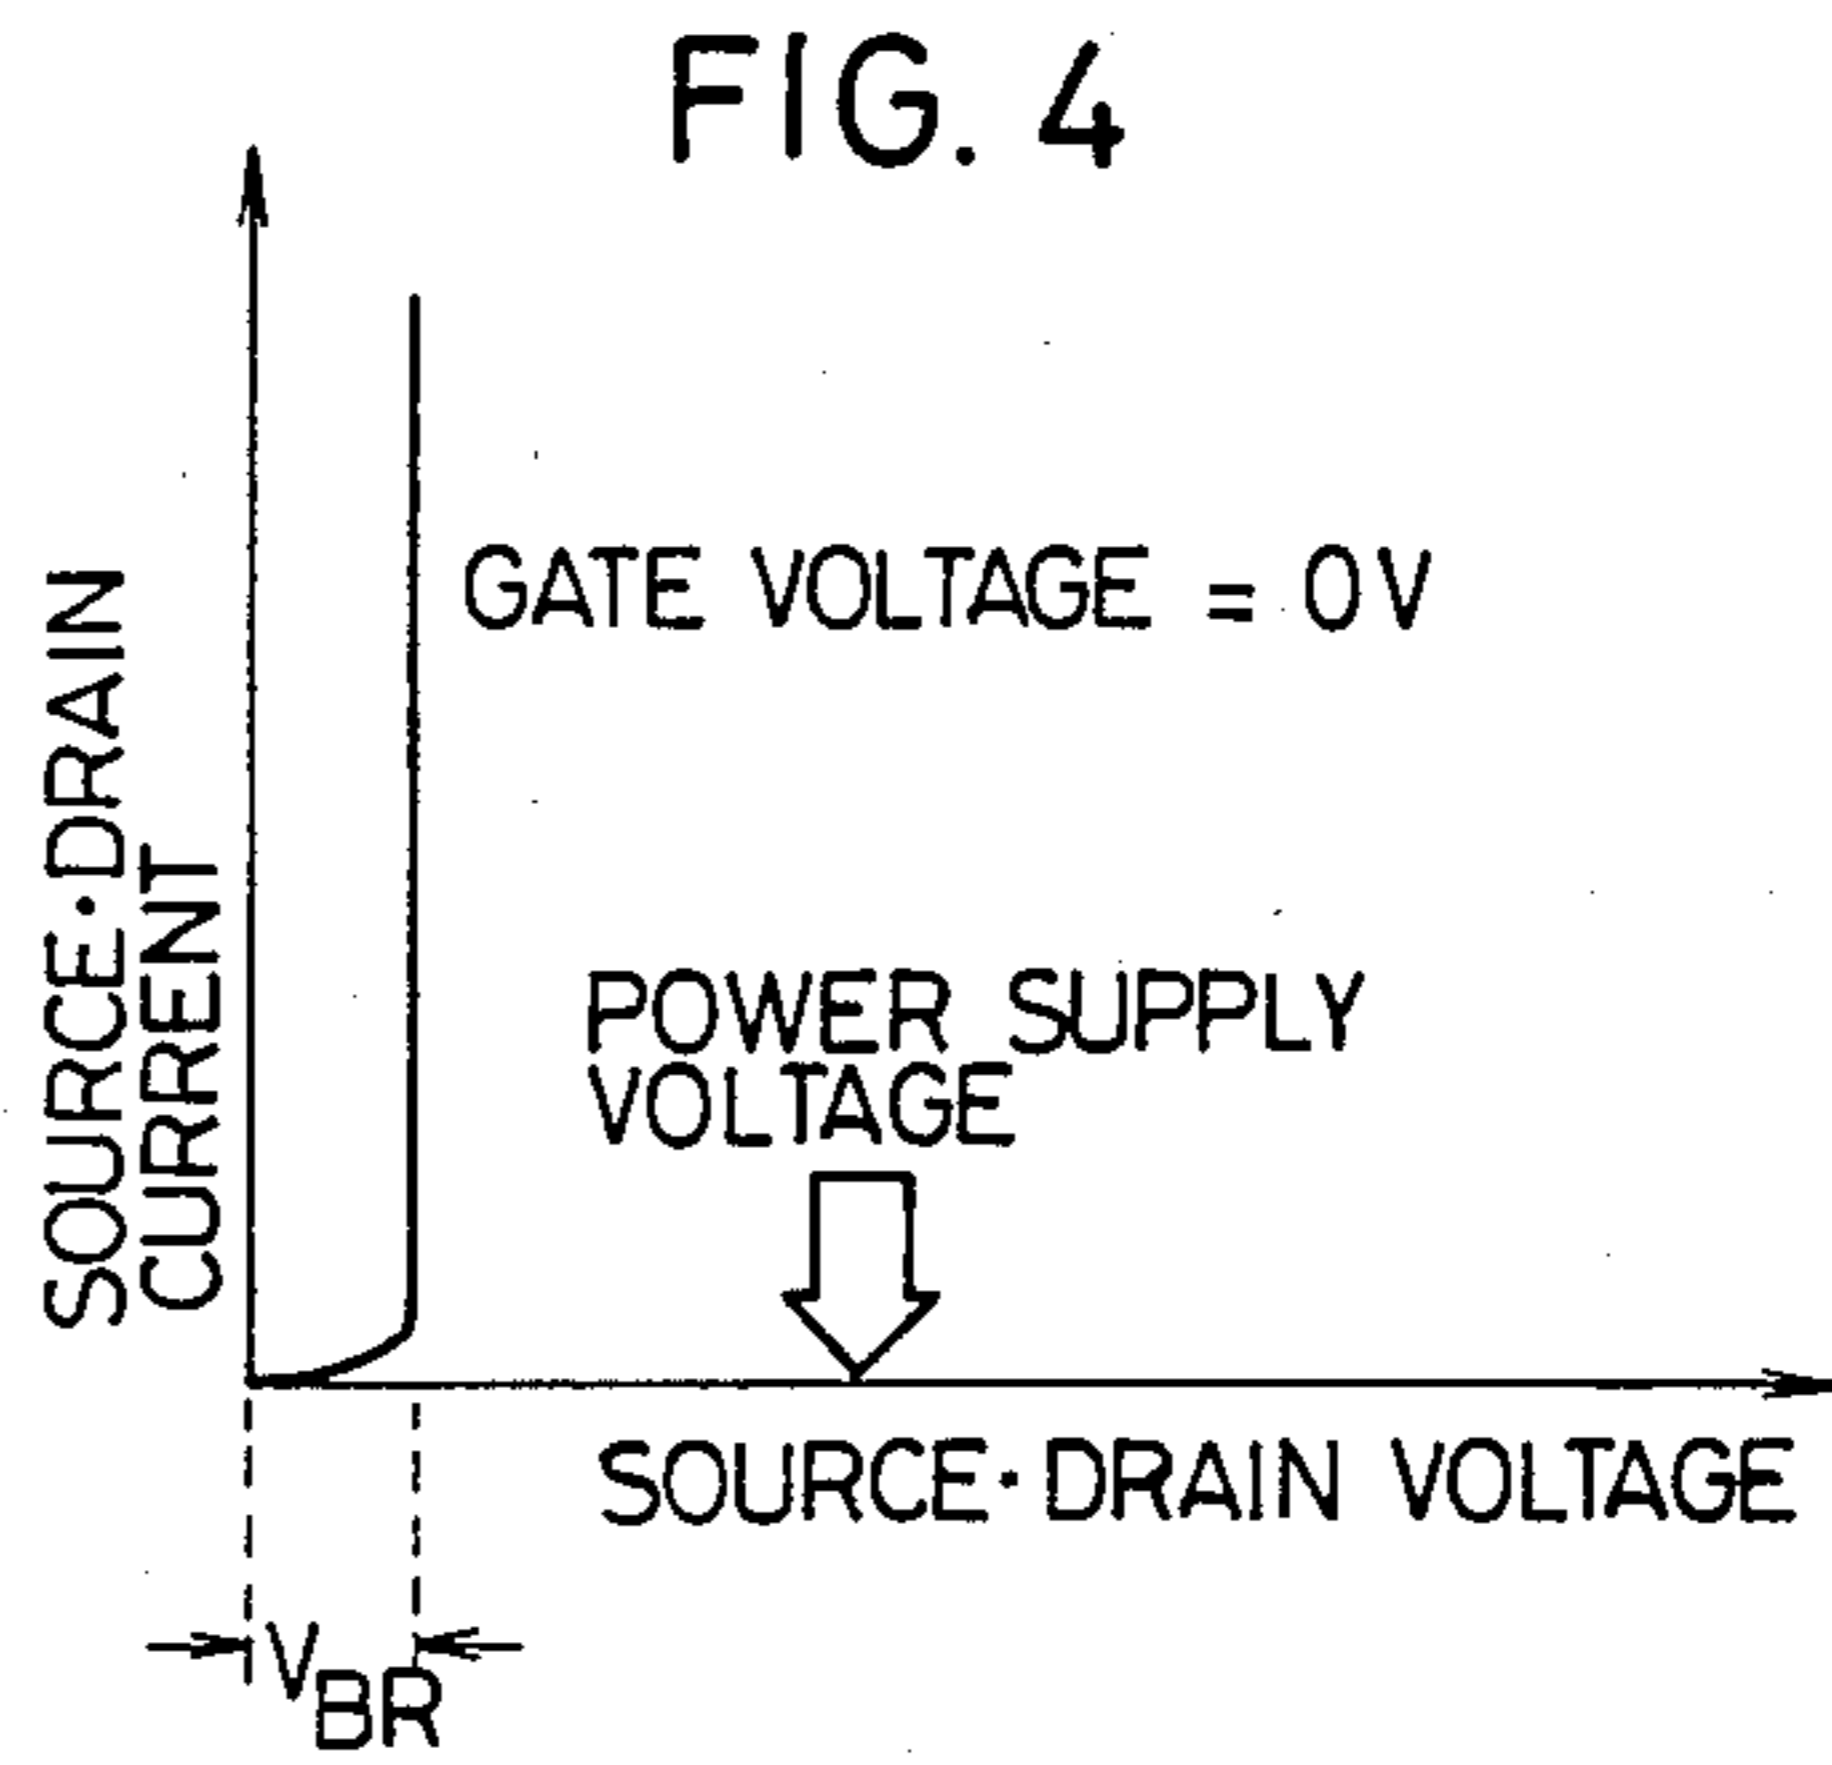 FIG. 4
SOURCE·DRAIN
CURRENT
GATE VOLTAGE = 0V
POWER SUPPLY
VOLTAGE
SOURCE·DRAIN VOLTAGE
VBR